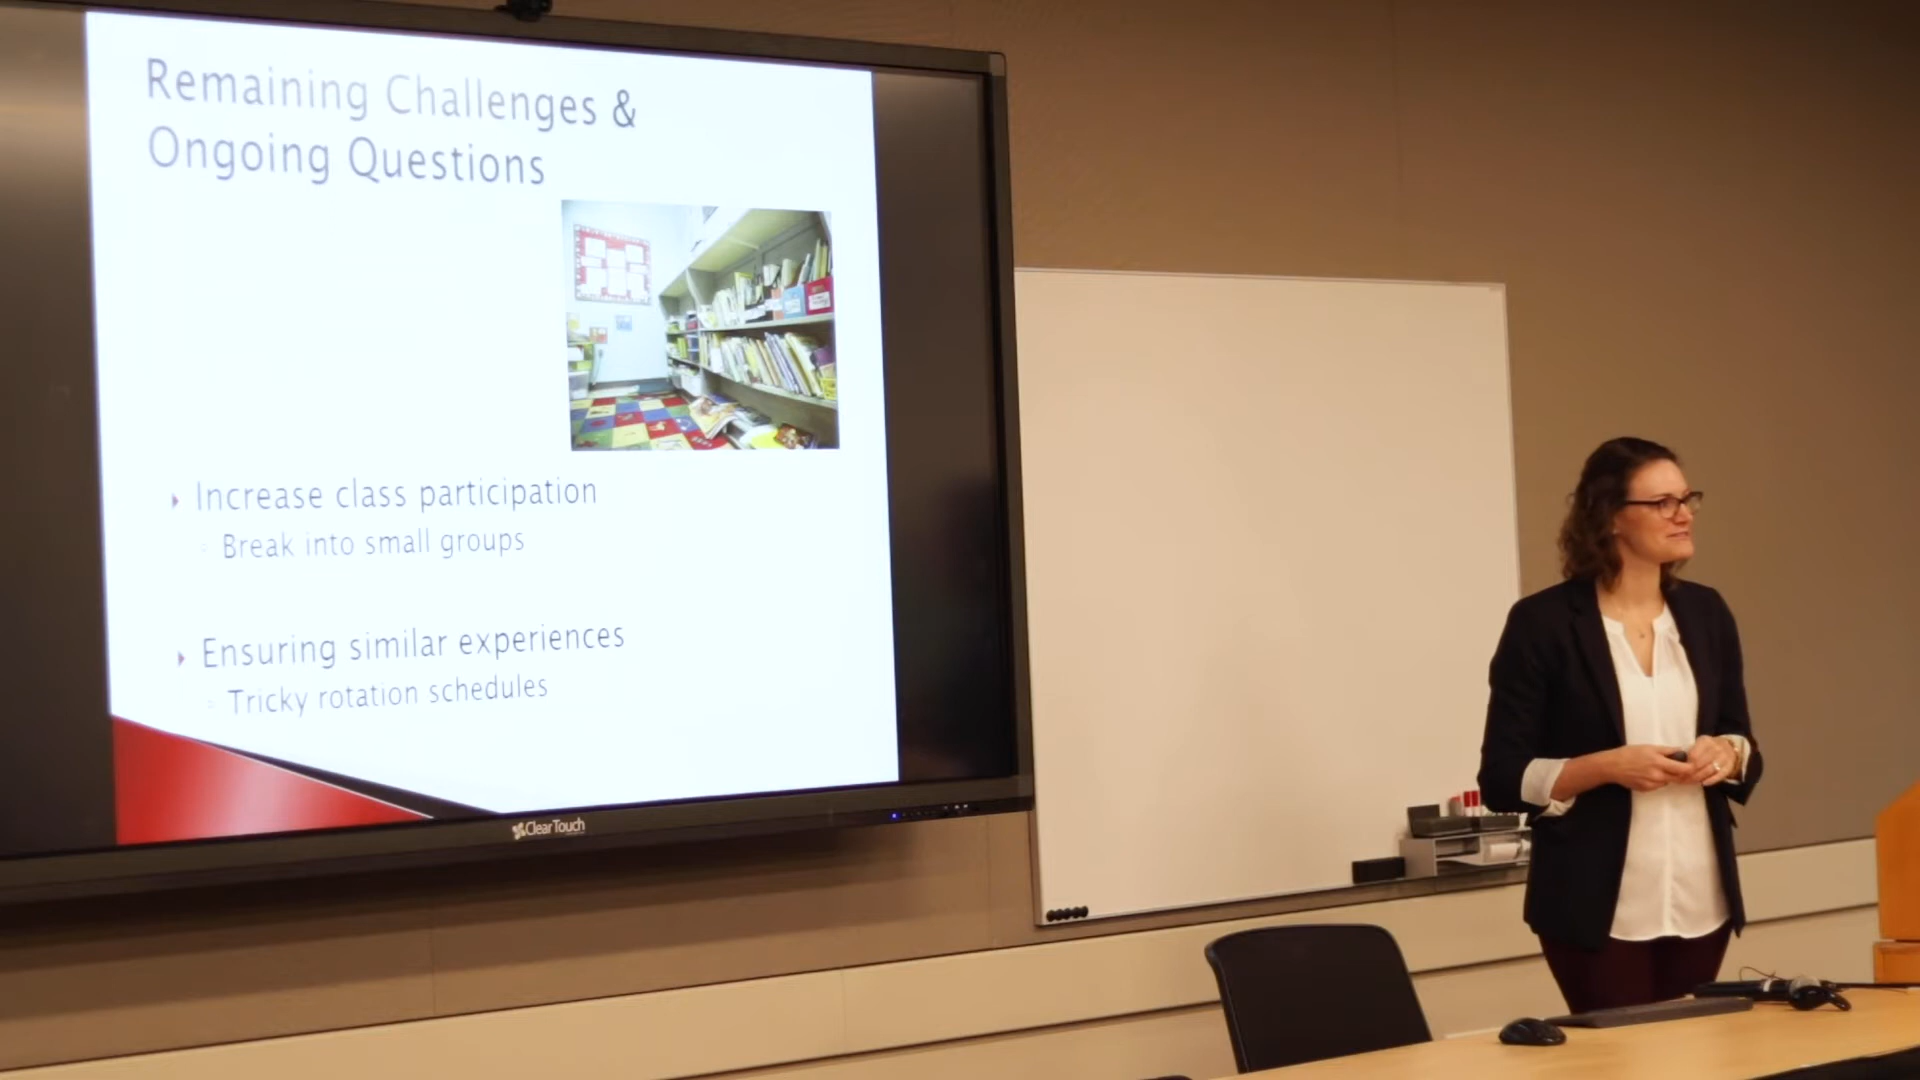 Remaining Challenges &
Ongoing Questions
Increase class participation
Break into small groups
Ensuring similar experiences
Tricky rotation schedules
ClearTouch